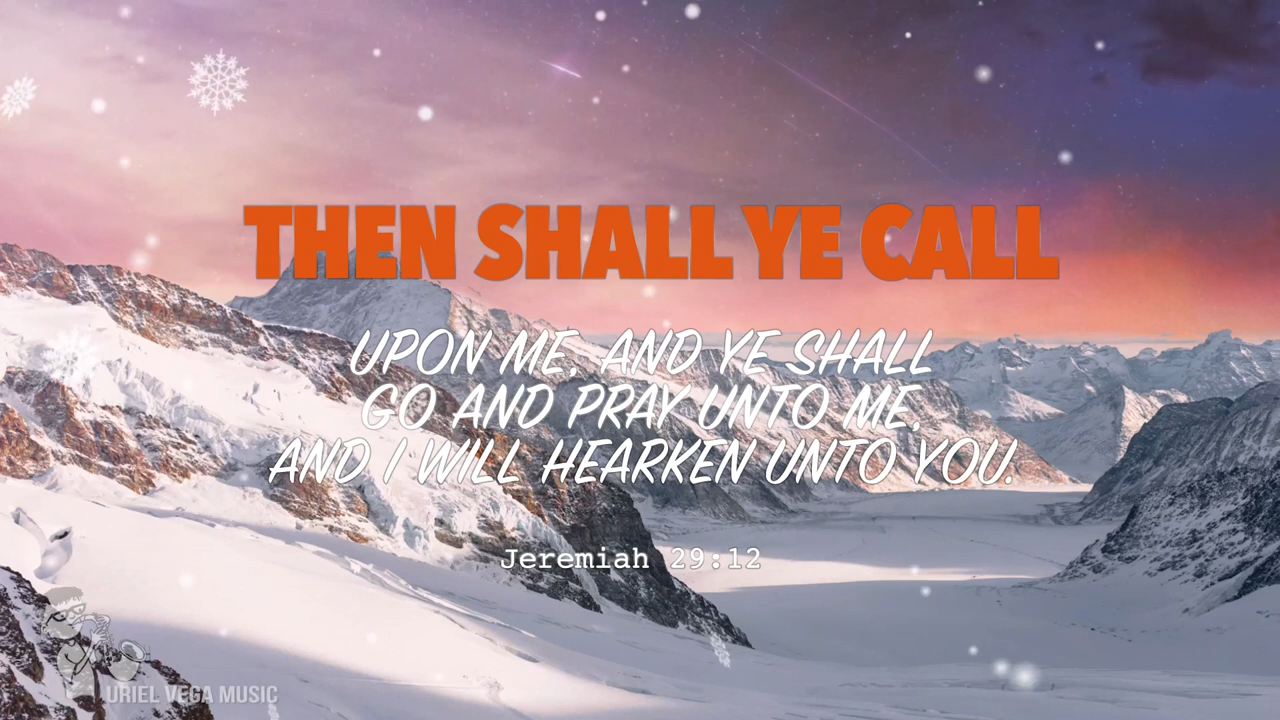 THEN SHALL YE CALL
UPON ME, AND YE SHALL
GO AND PRAY UNTO ME,
AND I WILL HEARKEN UNTO YOU.
Jeremiah 29:12
URIEL VEGA MUSIC